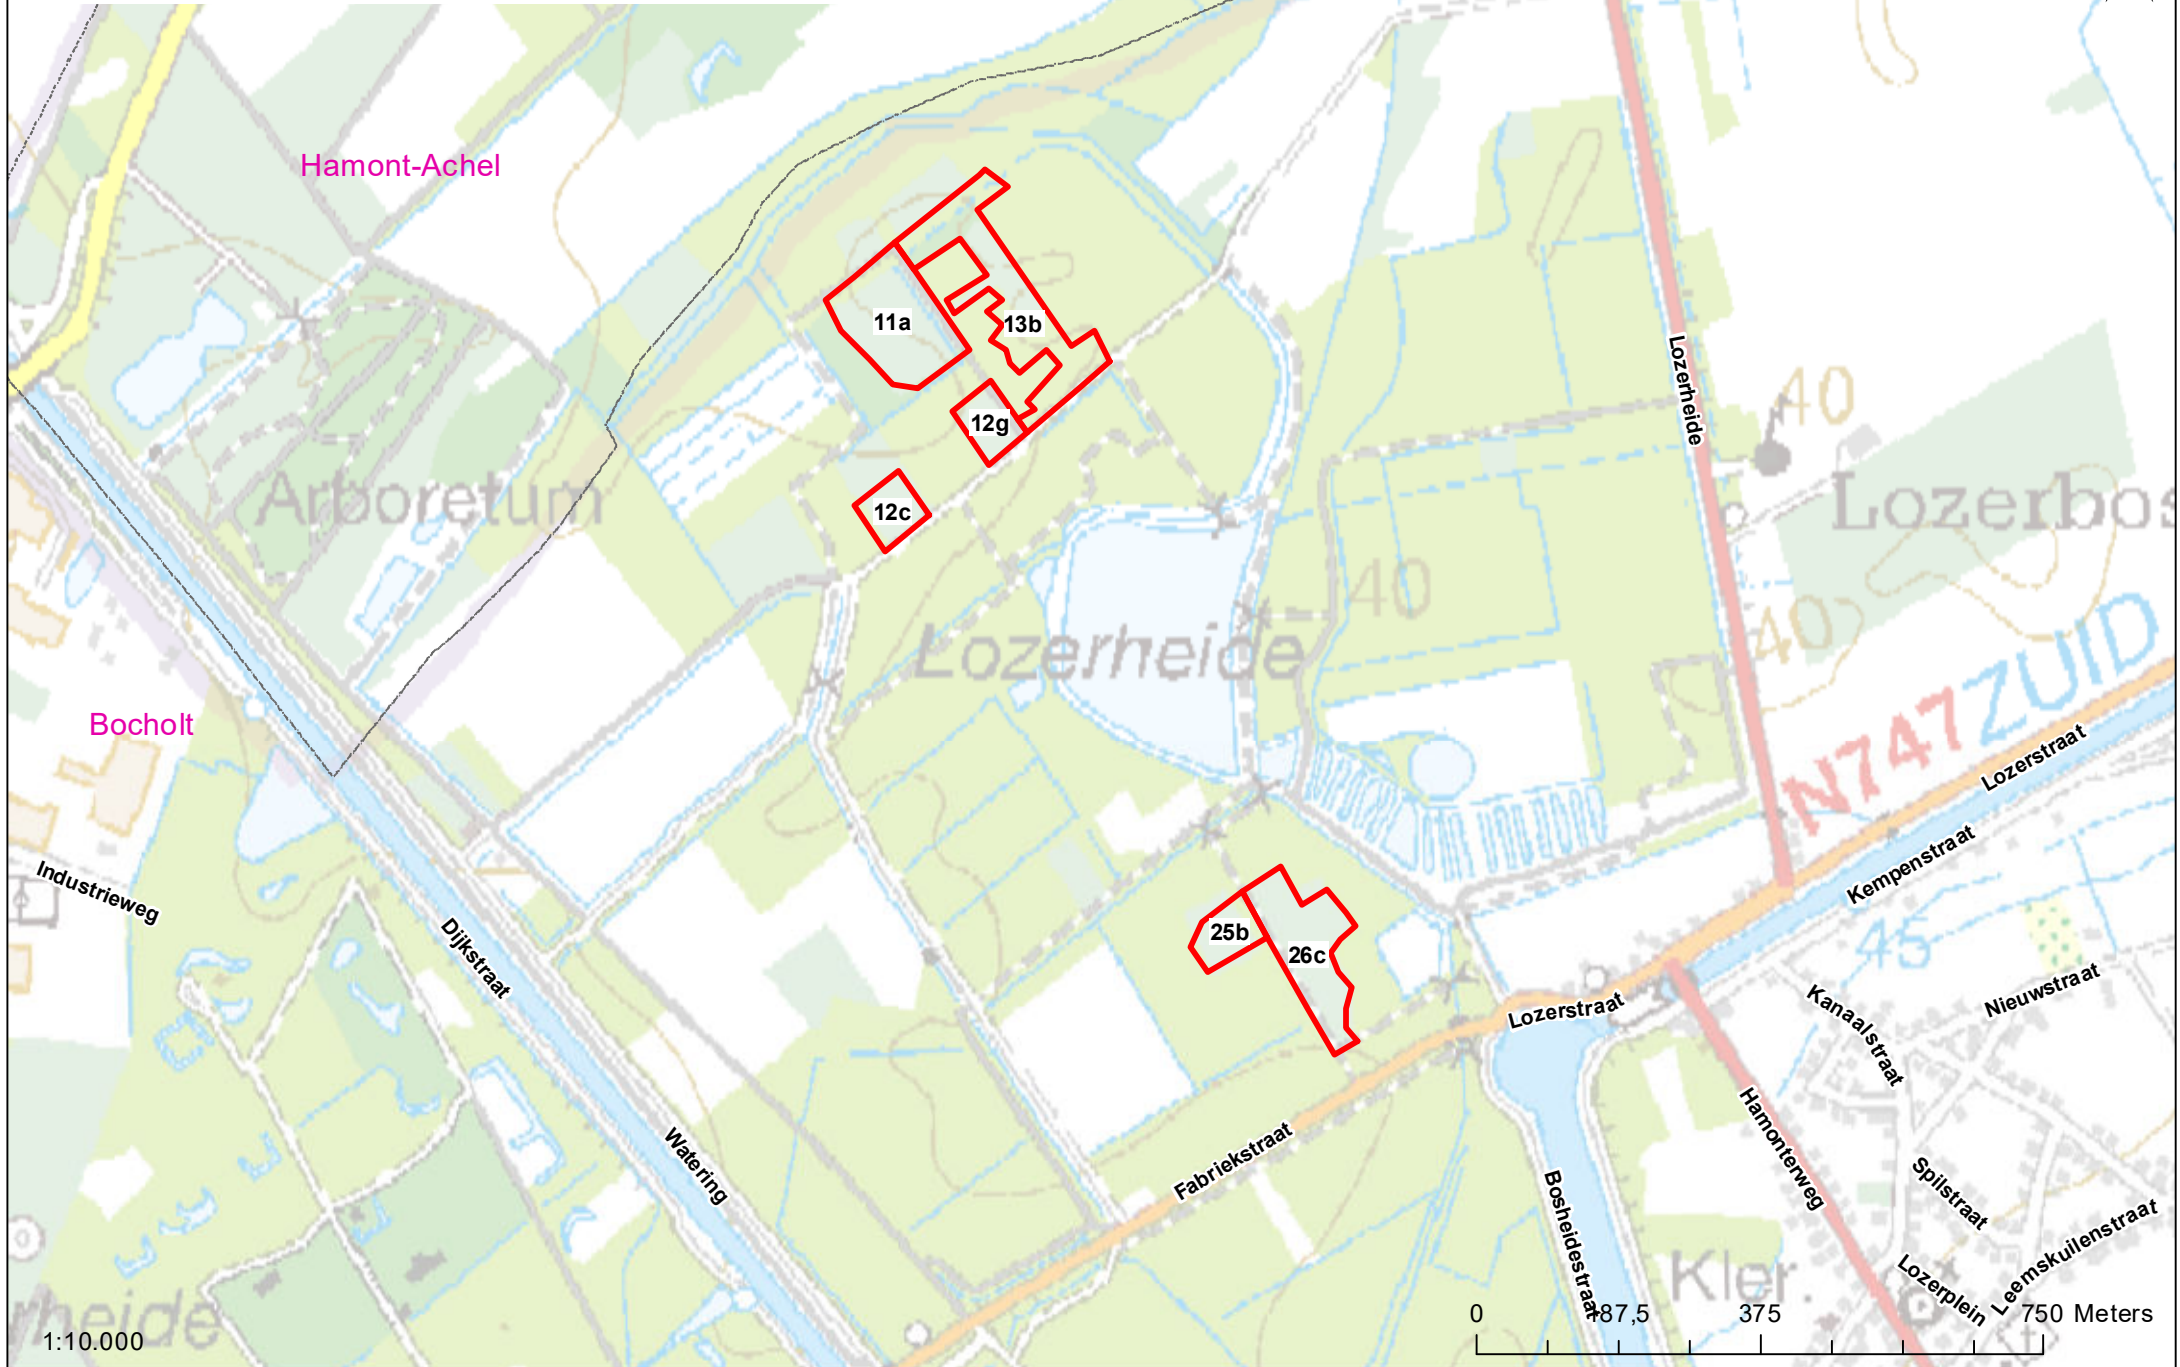 Hamont-Achel
11a
13b
Lozerheide
40
12g
Arboretum
12c
40
Lozerheide
40
N747
ZUID
Bocholt
Lozerstraat
Kempenstraat
Industrieweg
Dijkstraat
25b
26c
45
Nieuwstraat
Kanaalstraat
Lozerstraat
Hamonterweg
Fabriekstraat
Watering
Bosheidestraat
Spilstraat
Leemskuilenstraat
Lozerplein
Kler.
0 187,5 375 750 Meters
1:10.000